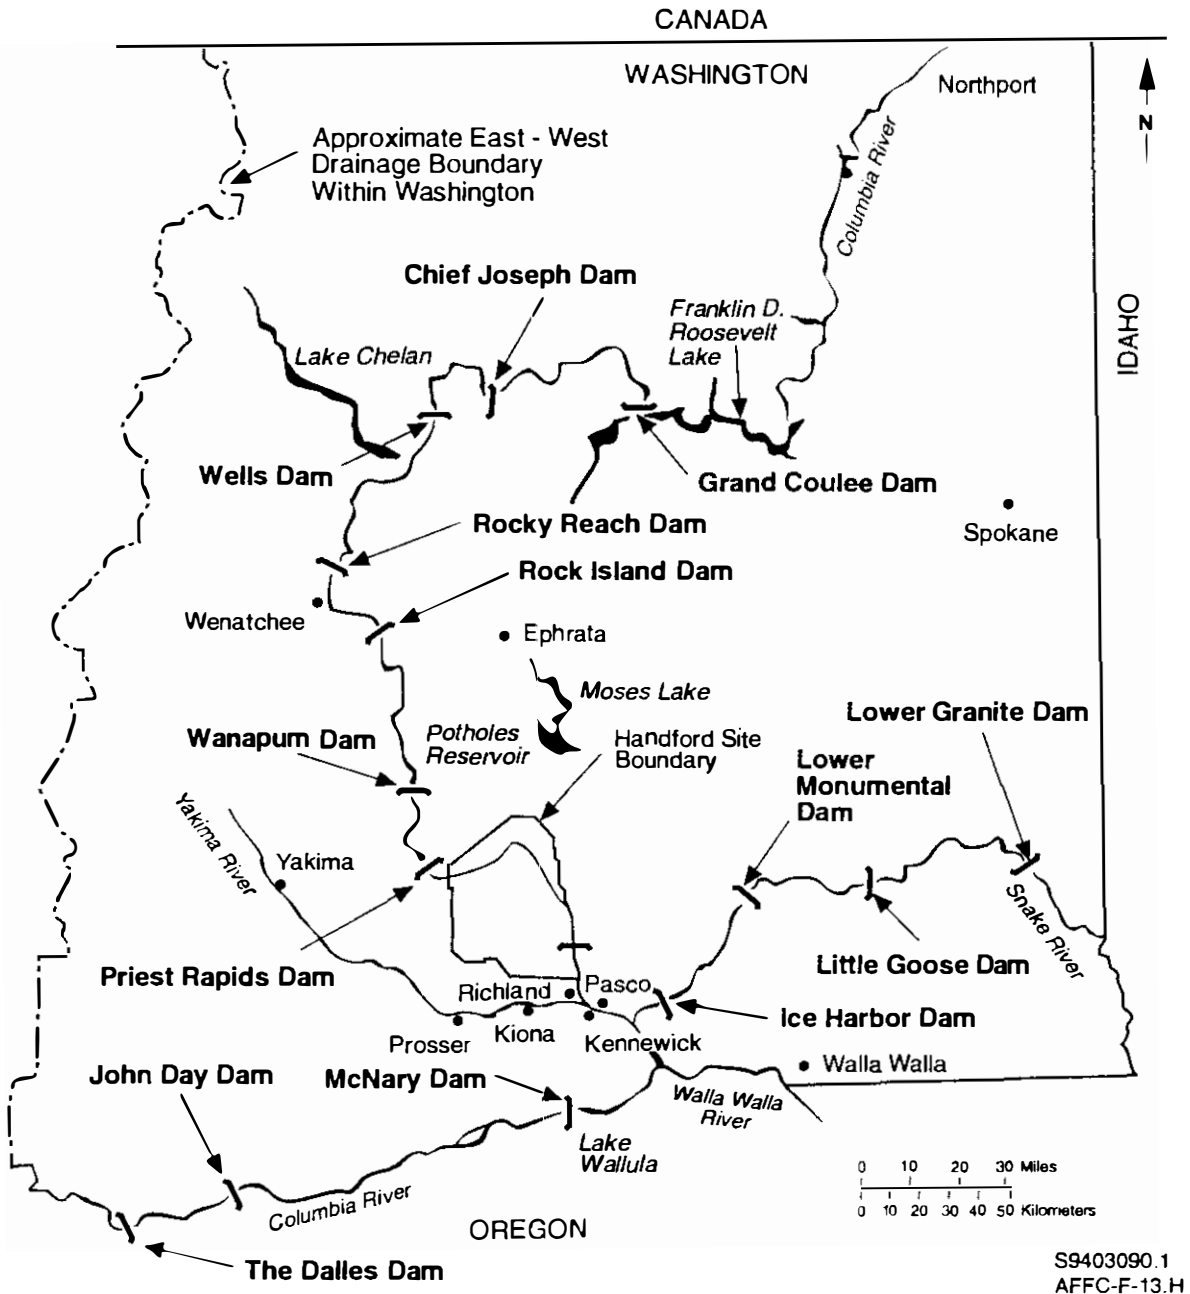 CANADA
WASHINGTON
Northport
N
Approximate East - West
Drainage Boundary
Within Washington
Columbia River
Chief Joseph Dam
Franklin D.
Roosevelt
Lake
IDAHO
Lake Chelan
Wells Dam
Grand Coulee Dam
Rocky Reach Dam
Spokane
Rock Island Dam
Wenatchee
Ephrata
Moses Lake
Lower Granite Dam
Wanapum Dam
Potholes
Reservoir
Handford Site
Boundary
Lower
Monumental
Dam
Yakima River
Yakima
Snake River
Priest Rapids Dam
Little Goose Dam
Richland
Pasco
Ice Harbor Dam
Prosser
Kiona
Kennewick
Walla Walla
John Day Dam
McNary Dam
Walla Walla
River
Lake
Wallula
Columbia River
0 10 20 30 Miles
0 10 20 30 40 50 Kilometers
OREGON
The Dalles Dam
S9403090.1
AFFC-F-13.H